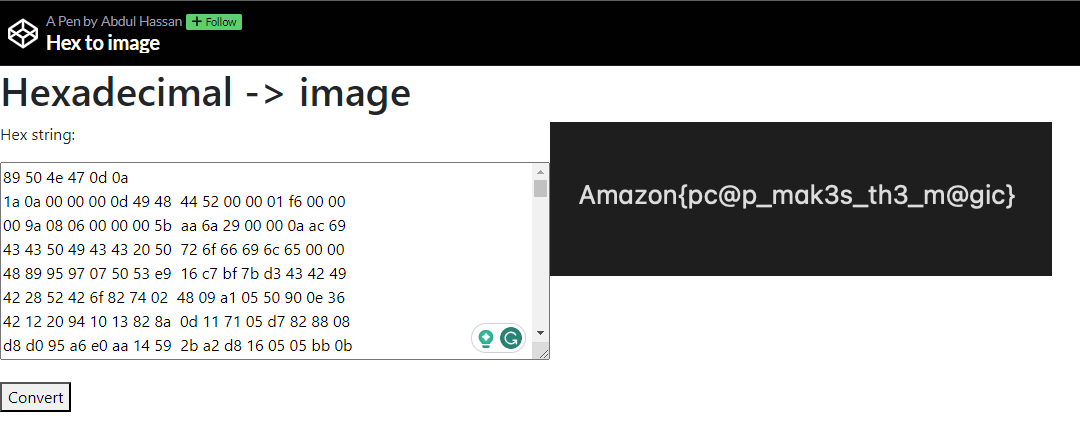 A Pen by Abdul Hassan + Follow
Hex to image
Hexadecimal -> image
Hex string:
89 50 4e 47 0d 0a
1a 0a 00 00 00 0d 49 48 44 52 00 00 01 f6 00 00
00 9a 08 06 00 00 00 5b aa 6a 29 00 00 0a ac 69
43 43 50 49 43 43 20 50 72 6f 66 69 6c 65 00 00
48 89 95 97 07 50 53 e9 16 c7 bf 7b d3 43 42 49
42 28 52 42 6f 82 74 02 48 09 a1 05 50 90 0e 36
42 12 20 94 10 13 82 8a 0d 11 71 05 d7 82 88 08
d8 d0 95 a6 e0 aa 14 59 2b a2 d8 16 05 05 bb 0b
Amazon{pc@p_mak3s_th3_m@gic}
Convert